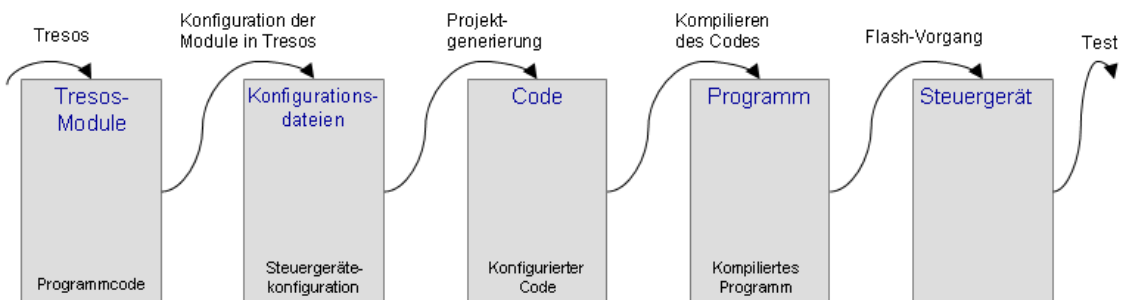 Tresos
Konfiguration der
Module in Tresos
Projekt-
generierung
Kompilieren
des Codes
Flash-Vorgang
Test
Tresos-
Module
Konfigurations-
dateien
Code
Programm
Steuergerät
Programmcode
Steuergeräte-
konfiguration
Konfigurierter
Code
Kompiliertes
Programm